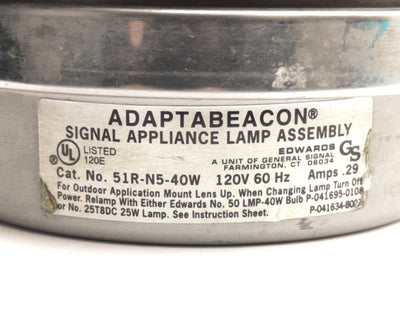 ADAPTABEACON®
SIGNAL APPLIANCE LAMP ASSEMBLY
UL ® LISTED 120E
EDWARDS GS
A UNIT OF GENERAL SIGNAL
FARMINGTON, CT 06034
Cat. No. 51R-N5-40W 120V 60 Hz Amps .29
For Outdoor Application Mount Lens Up. When Changing Lamp Turn Off
Power. Relamp With Either Edwards No. 50 LMP-40W Bulb P-041695-0108
or No. 25T8DC 25W Lamp. See Instruction Sheet. P-041634-B007